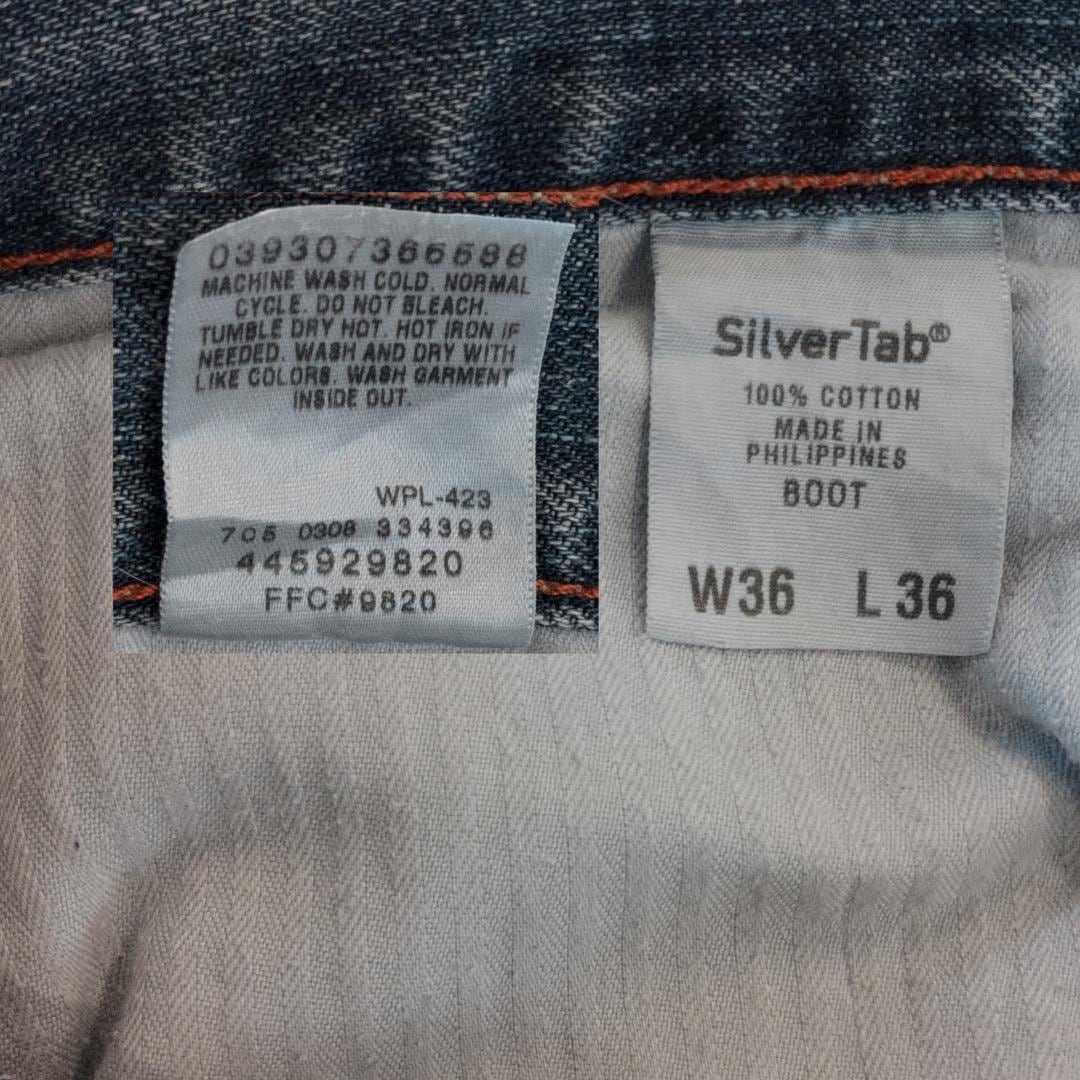 039307366688
MACHINE WASH COLD. NORMAL
CYCLE. DO NOT BLEACH.
TUMBLE DRY HOT. HOT IRON IF
NEEDED. WASH AND DRY WITH
LIKE COLORS. WASH GARMENT
INSIDE OUT.
WPL-423
705 0308 334396
445929820
FFC#9820
SilverTab®
100% COTTON
MADE IN
PHILIPPINES
BOOT
W36 L 36